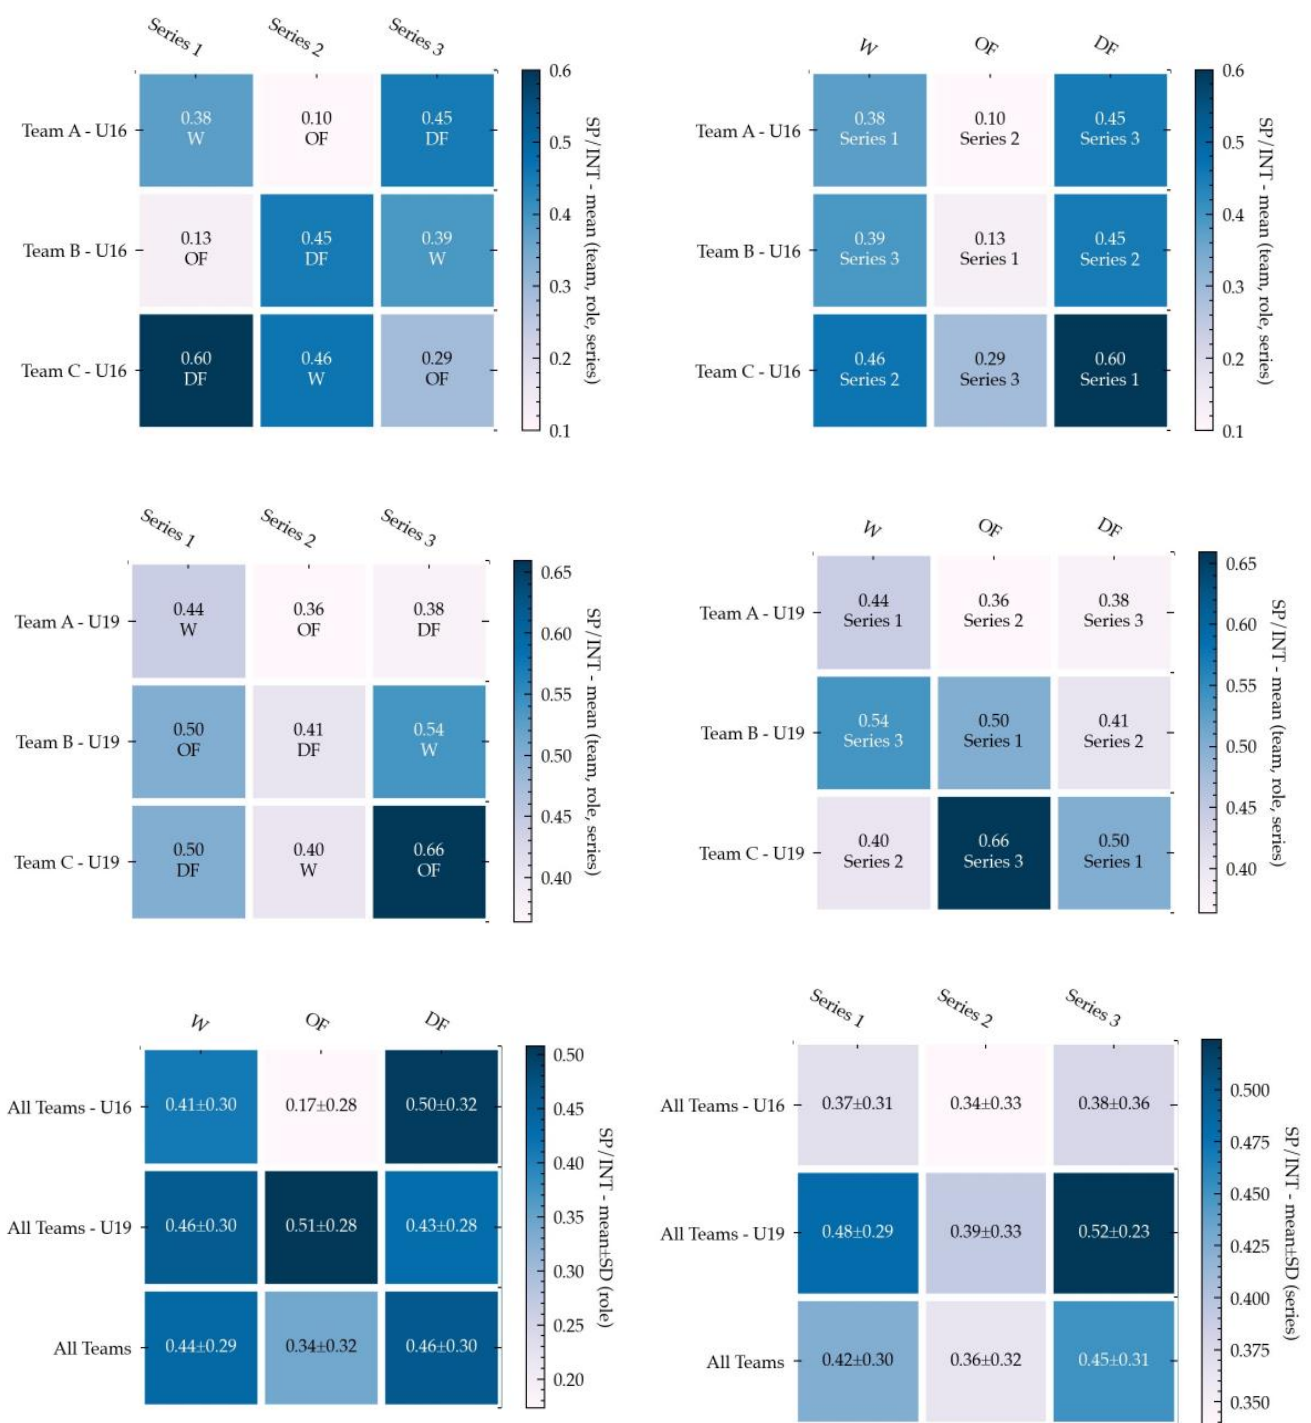 Series 1
Series 2
Series 3
Team A - U16
0.38
W
0.10
OF
0.45
DF
Team B - U16
0.13
OF
0.45
DF
0.39
W
Team C - U16
0.60
DF
0.46
W
0.29
OF
0.6
0.5
0.4
0.3
0.2
0.1
SP/INT - mean (team, role, series)
W
OF
DF
Team A - U16
0.38
Series 1
0.10
Series 2
0.45
Series 3
Team B - U16
0.39
Series 3
0.13
Series 1
0.45
Series 2
Team C - U16
0.46
Series 2
0.29
Series 3
0.60
Series 1
0.6
0.5
0.4
0.3
0.2
0.1
SP/INT - mean (team, role, series)
Series 1
Series 2
Series 3
Team A - U19
0.44
W
0.36
OF
0.38
DF
Team B - U19
0.50
OF
0.41
DF
0.54
W
Team C - U19
0.50
DF
0.40
W
0.66
OF
0.65
0.60
0.55
0.50
0.45
0.40
SP/INT - mean (team, role, series)
W
OF
DF
Team A - U19
0.44
Series 1
0.36
Series 2
0.38
Series 3
Team B - U19
0.54
Series 3
0.50
Series 1
0.41
Series 2
Team C - U19
0.40
Series 2
0.66
Series 3
0.50
Series 1
0.65
0.60
0.55
0.50
0.45
0.40
SP/INT - mean (team, role, series)
W
OF
DF
All Teams - U16
0.41±0.30
0.17±0.28
0.50±0.32
All Teams - U19
0.46±0.30
0.51±0.28
0.43±0.28
All Teams
0.44±0.29
0.34±0.32
0.46±0.30
0.50
0.45
0.40
0.35
0.30
0.25
0.20
SP/INT - mean±SD (role)
Series 1
Series 2
Series 3
All Teams - U16
0.37±0.31
0.34±0.33
0.38±0.36
All Teams - U19
0.48±0.29
0.39±0.33
0.52±0.23
All Teams
0.42±0.30
0.36±0.32
0.45±0.31
0.500
0.475
0.450
0.425
0.400
0.375
0.350
SP/INT - mean±SD (series)